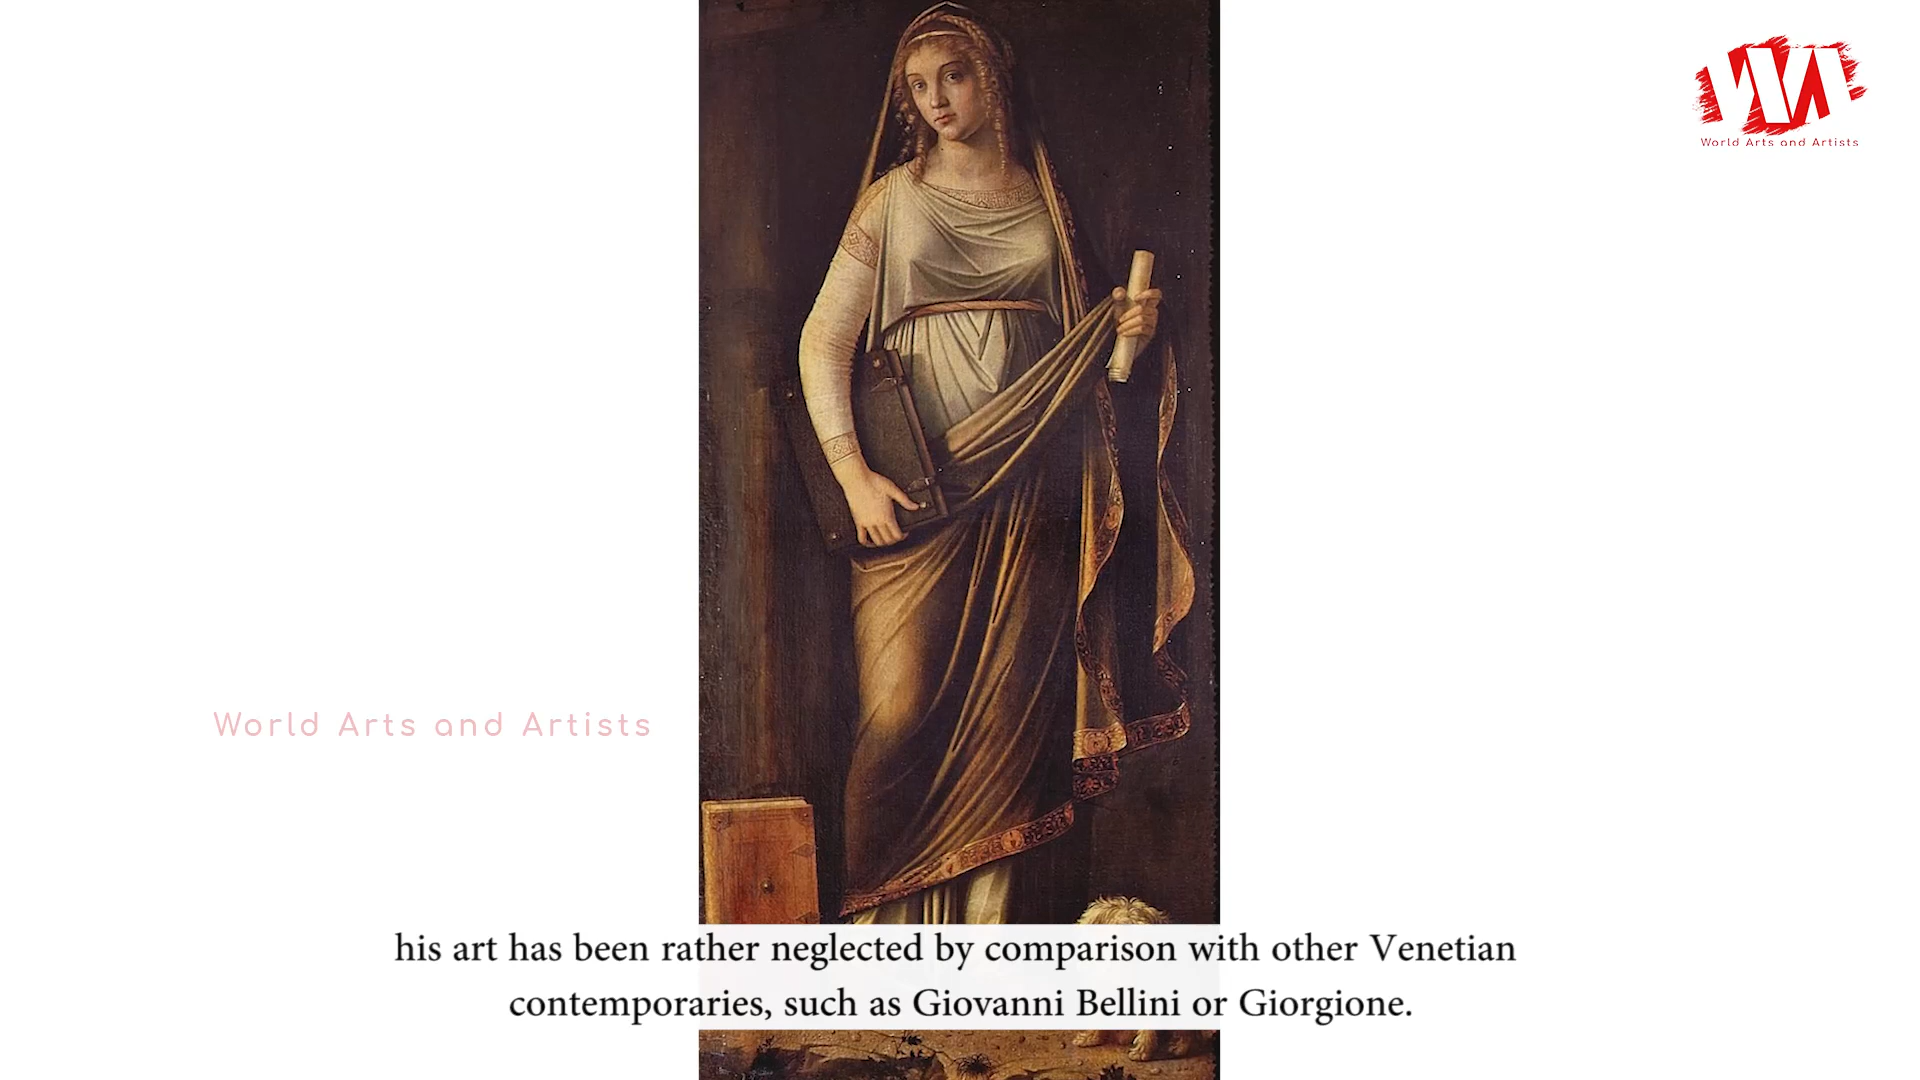 World Arts and Artists
World Arts and Artists
his art has been rather neglected by comparison with other Venetian
contemporaries, such as Giovanni Bellini or Giorgione.